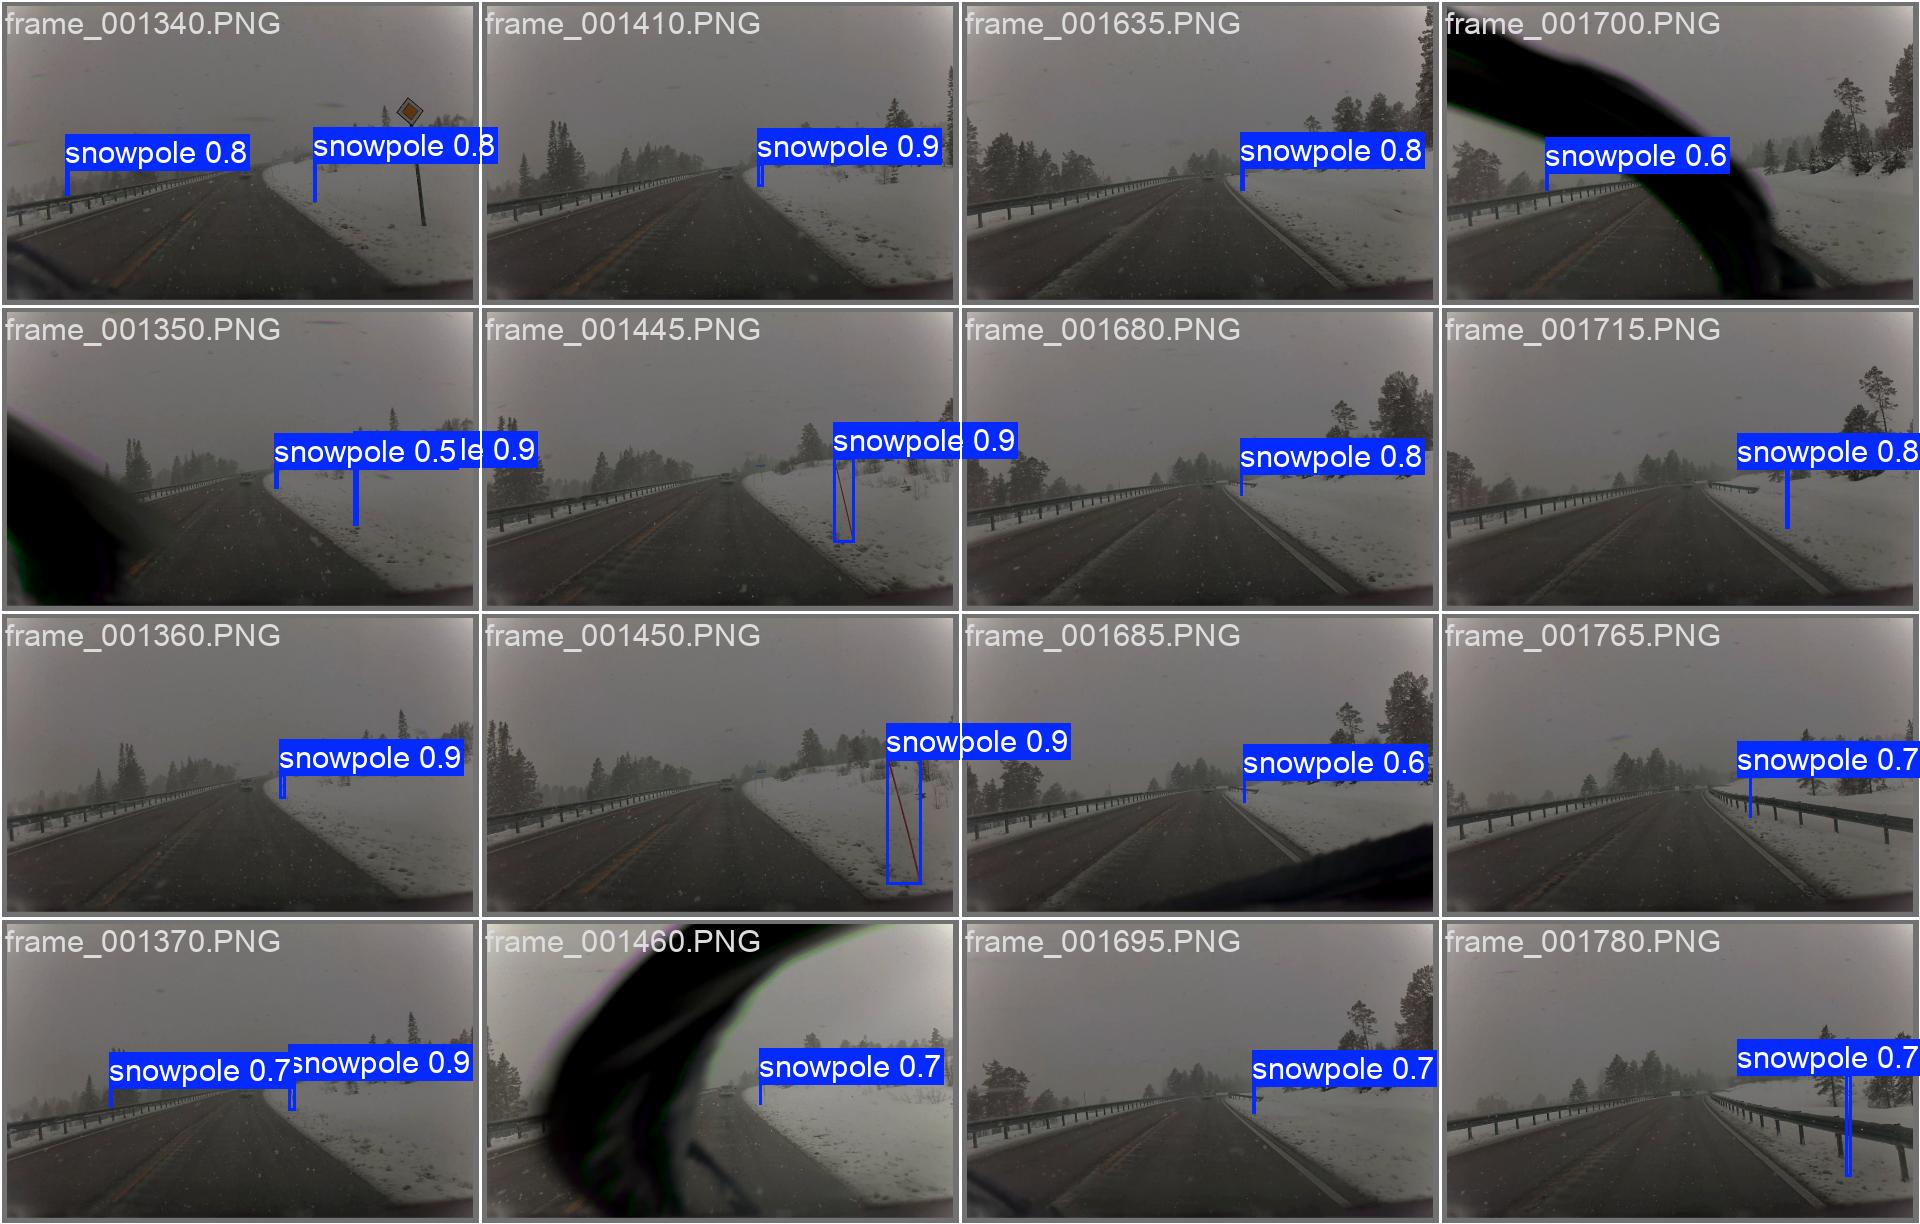 frame_001340.PNG
snowpole 0.8
snowpole 0.8
frame_001410.PNG
snowpole 0.9
frame_001635.PNG
snowpole 0.8
frame_001700.PNG
snowpole 0.6
frame_001350.PNG
snowpole 0.5
le 0.9
frame_001445.PNG
snowpole 0.9
frame_001680.PNG
snowpole 0.8
frame_001715.PNG
snowpole 0.8
frame_001360.PNG
snowpole 0.9
frame_001450.PNG
snowpole 0.9
frame_001685.PNG
snowpole 0.6
frame_001765.PNG
snowpole 0.7
frame_001370.PNG
snowpole 0.7
snowpole 0.9
frame_001460.PNG
snowpole 0.7
frame_001695.PNG
snowpole 0.7
frame_001780.PNG
snowpole 0.7